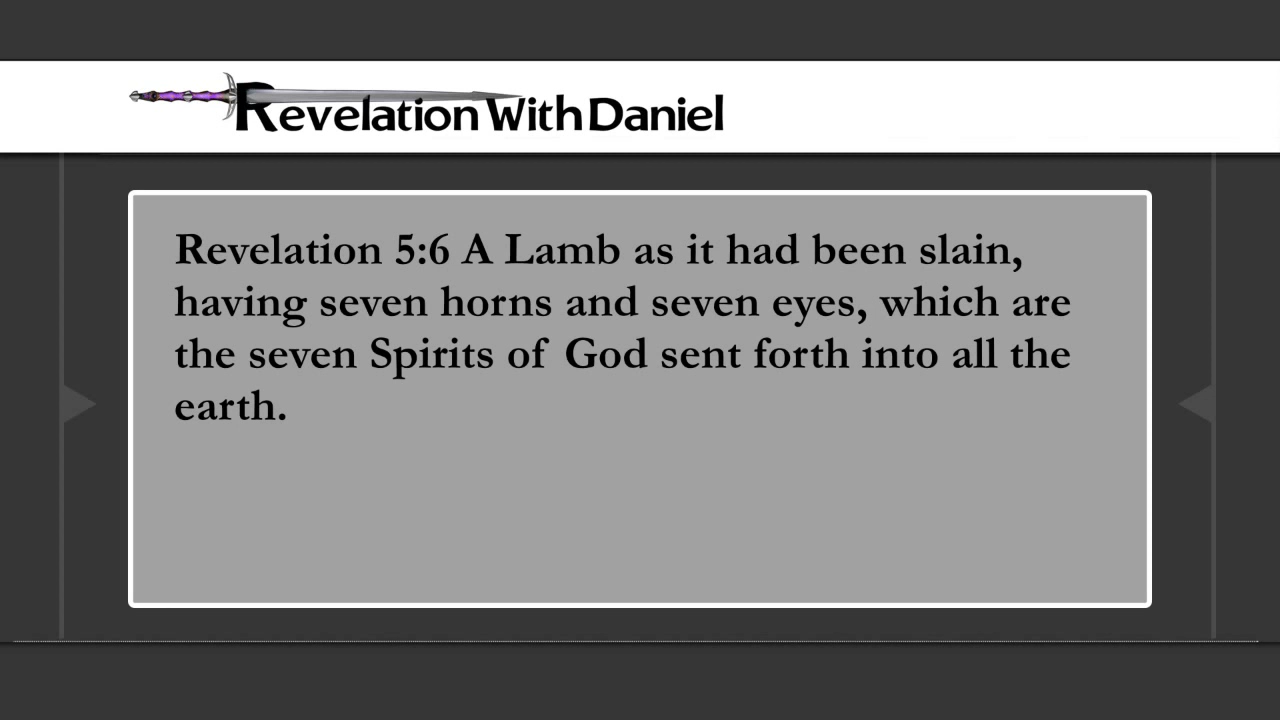 Revelation With Daniel
Revelation 5:6 A Lamb as it had been slain,
having seven horns and seven eyes, which are
the seven Spirits of God sent forth into all the
earth.